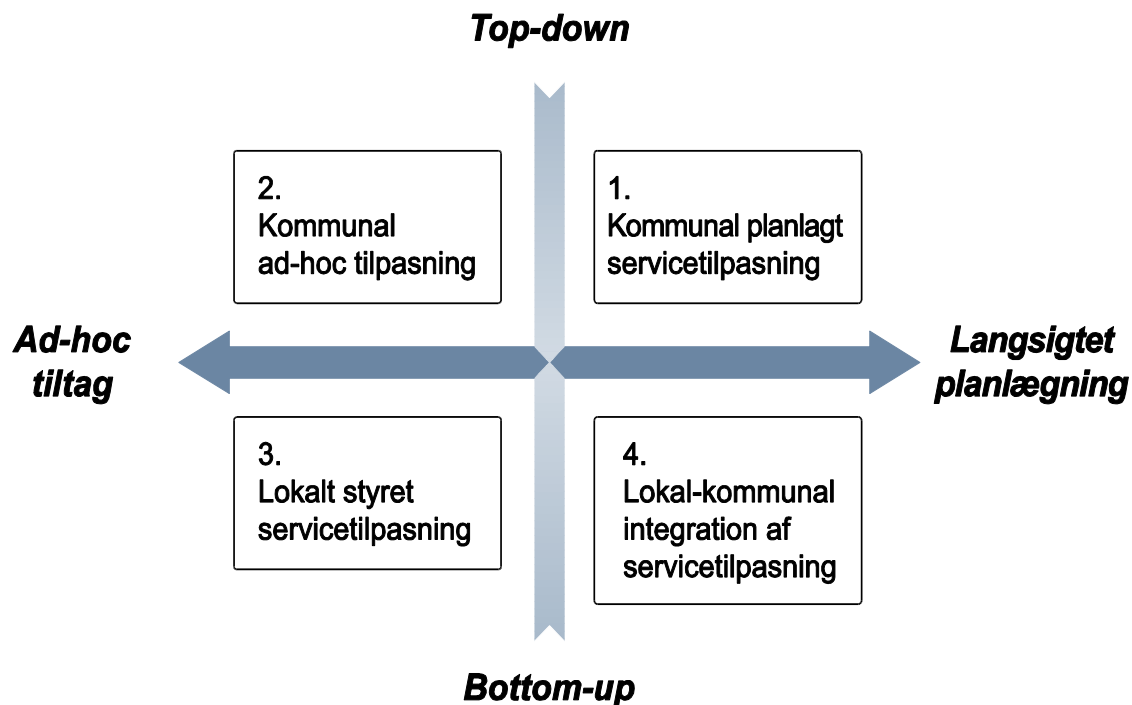 Top-down
2.
Kommunal
ad-hoc tilpasning
1.
Kommunal planlagt
servicetilpasning
Ad-hoc
tiltag
Langsigtet
planlægning
3.
Lokalt styret
servicetilpasning
4.
Lokal-kommunal
integration af
servicetilpasning
Bottom-up